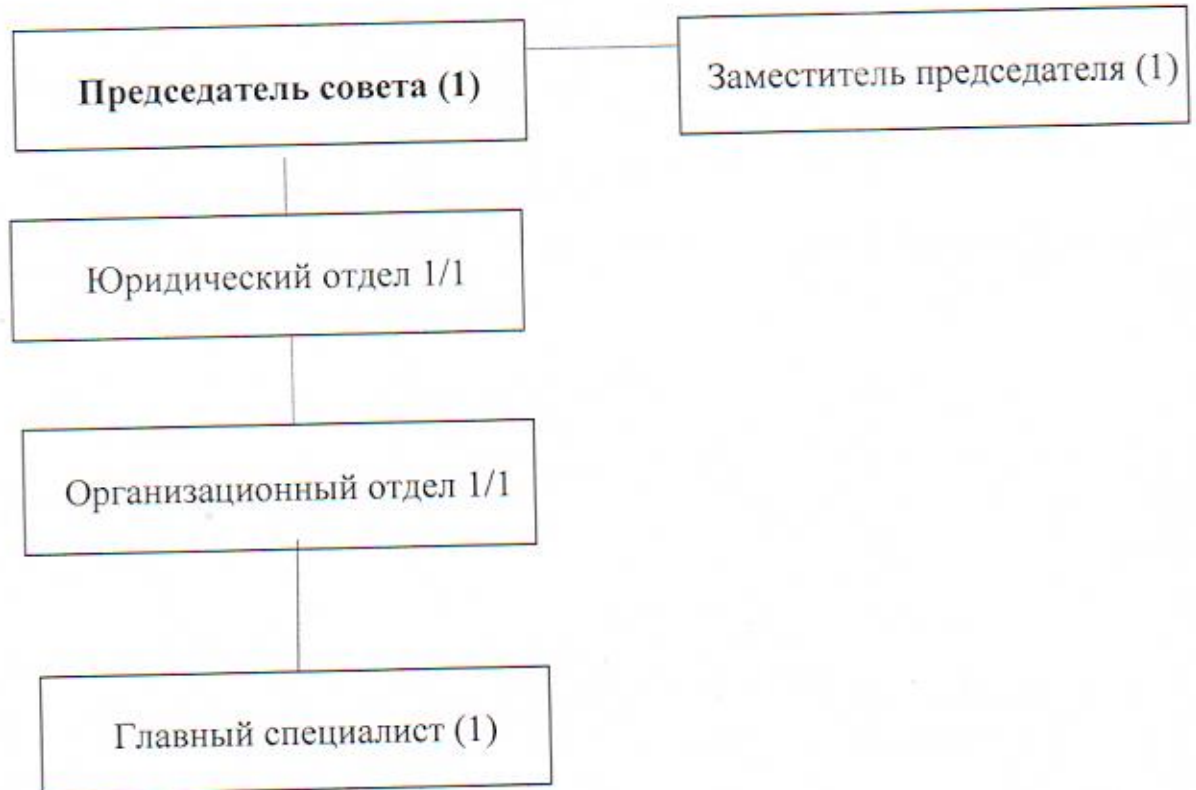 Председатель совета (1)
Заместитель председателя (1)
Юридический отдел 1/1
Организационный отдел 1/1
Главный специалист (1)